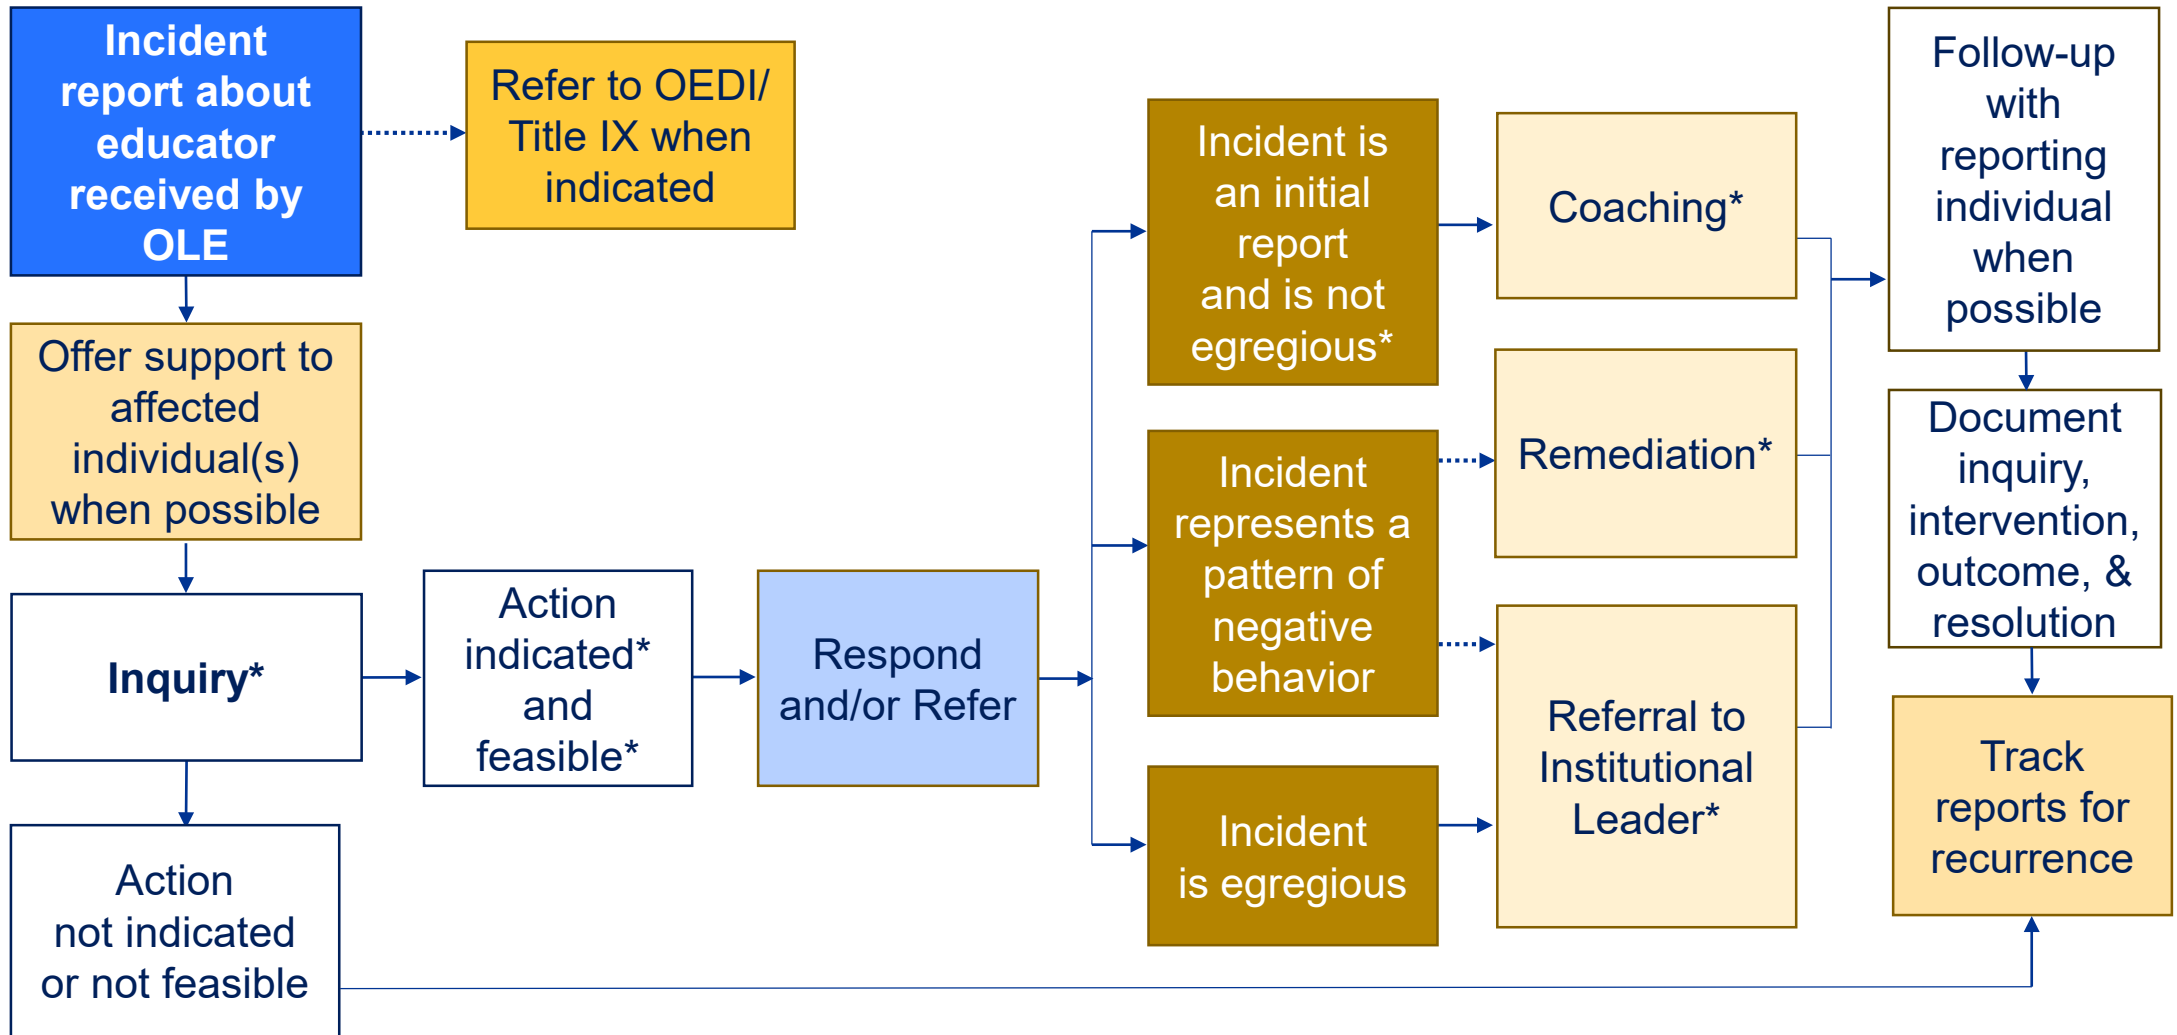 Incident
report about
educator
received by
OLE
Refer to OEDI/
Title IX when
indicated
Offer support to
affected
individual(s)
when possible
Inquiry*
Action
not indicated
or not feasible
Action
indicated*
and
feasible*
Respond
and/or Refer
Incident is
an initial
report
and is not
egregious*
Incident
represents a
pattern of
negative
behavior
Incident
is egregious
Coaching*
Remediation*
Referral to
Institutional
Leader*
Follow-up
with
reporting
individual
when
possible
Document
inquiry,
intervention,
outcome, &
resolution
Track
reports for
recurrence